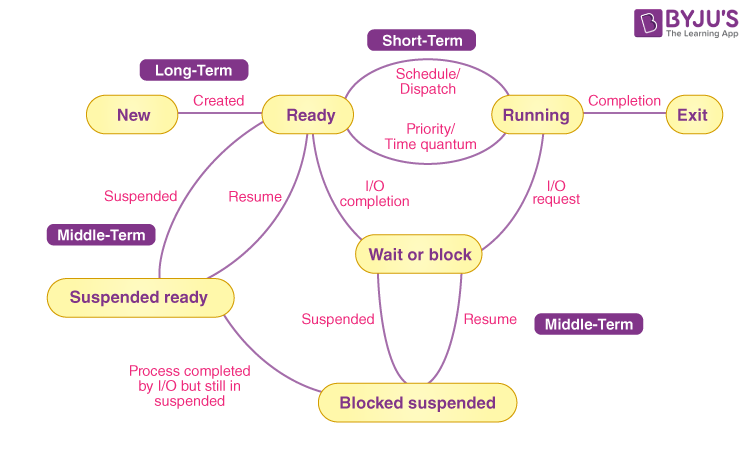 BYJU'S
The Learning App
Short-Term
Long-Term
Schedule/
Dispatch
Created
Completion
New
Ready
Running
Exit
Priority/
Time quantum
Suspended
Resume
I/O
completion
I/O
request
Middle-Term
Wait or block
Suspended ready
Suspended
Resume
Middle-Term
Process completed
by I/O but still in
suspended
Blocked suspended